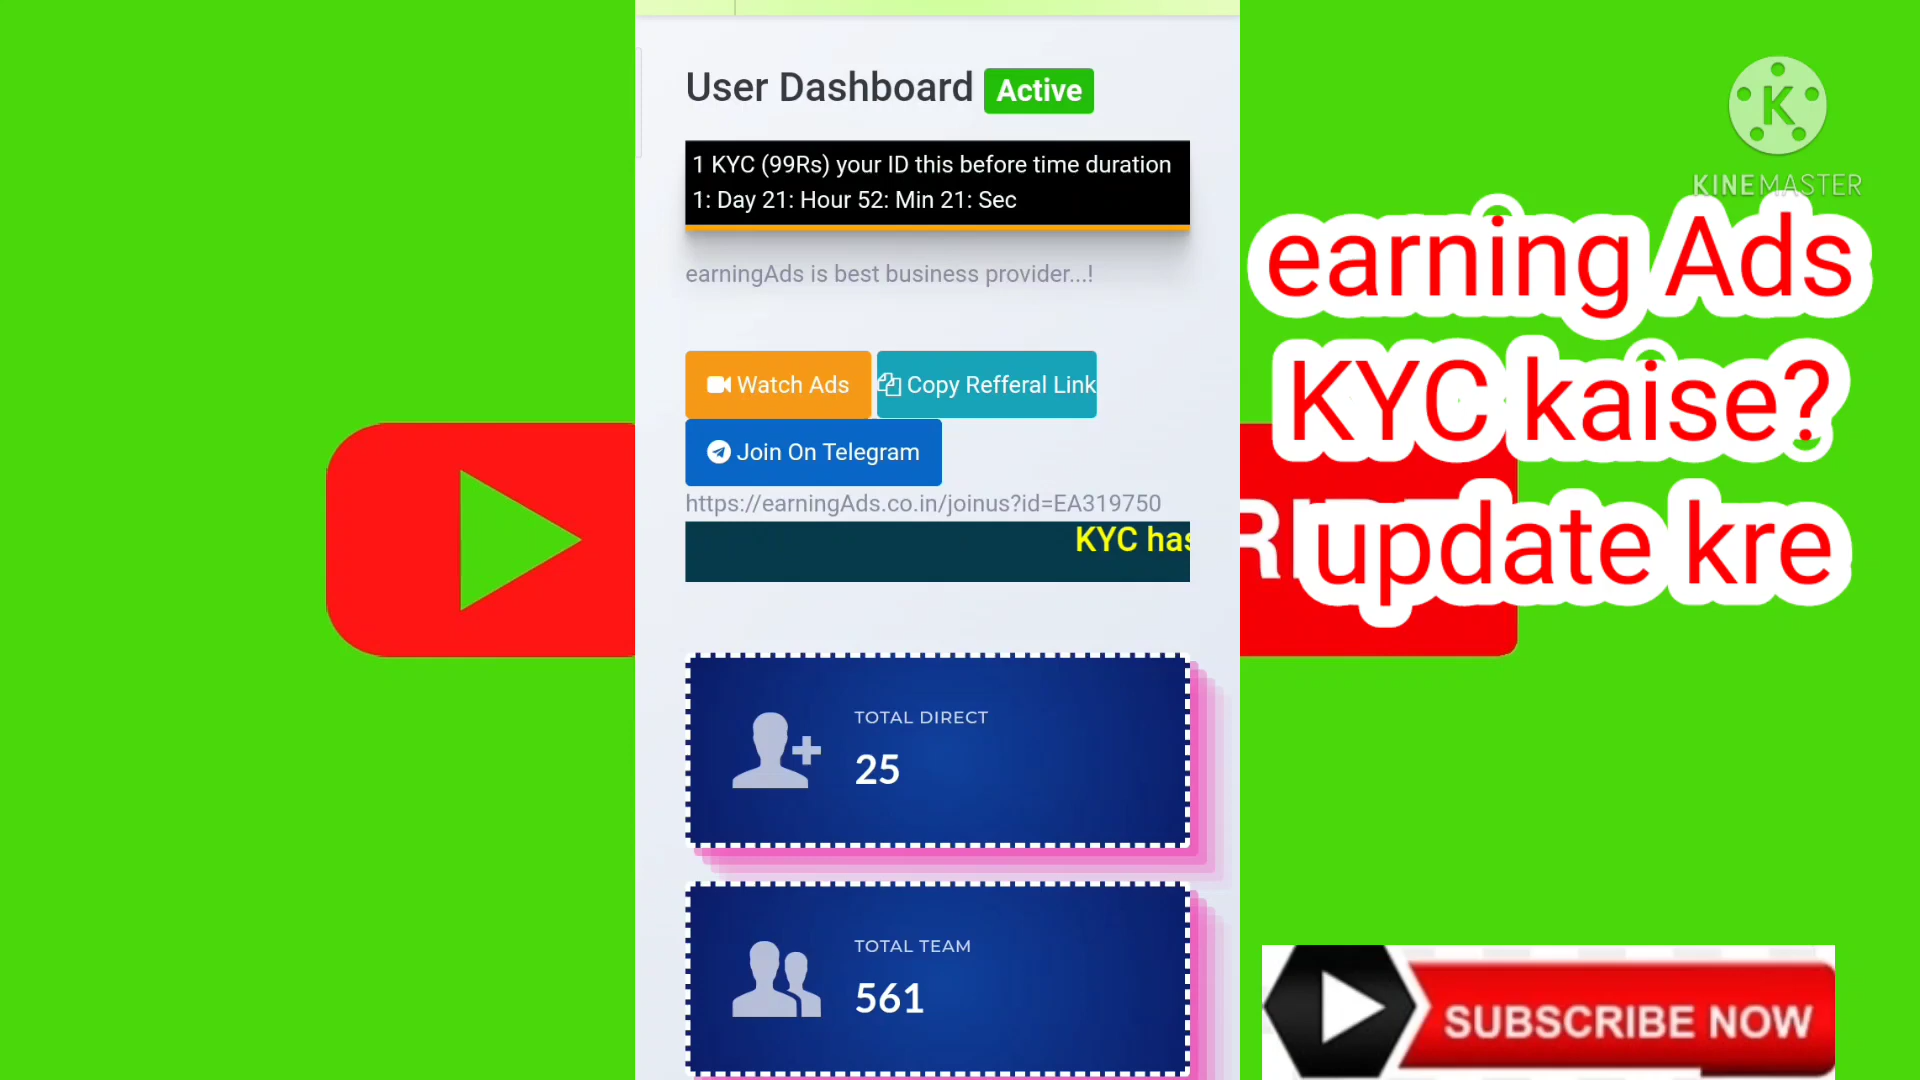 User Dashboard Active
1 KYC (99Rs) your ID this before time duration
1: Day 21: Hour 52: Min 21: Sec
earningAds is best business provider...!
Watch Ads
Copy Refferal Link
Join On Telegram
https://earningAds.co.in/joinus?id=EA319750
KYC has
TOTAL DIRECT
25
TOTAL TEAM
561
K
KINEMASTER
earning Ads
KYC kaise?
update kre
SUBSCRIBE NOW